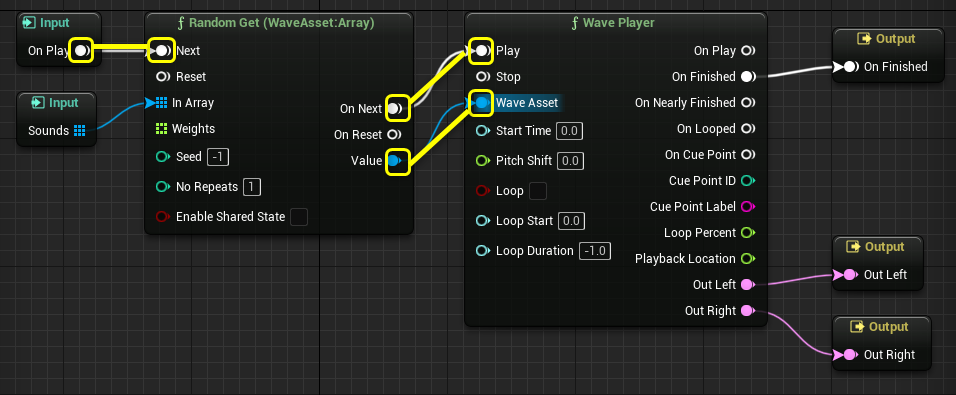 Input
On Play
Input
Sounds
ƒ Random Get (WaveAsset:Array)
Next
Reset
In Array
Weights
Seed -1
No Repeats 1
Enable Shared State
On Next
On Reset
Value
ƒ Wave Player
Play
Stop
Wave Asset
Start Time 0.0
Pitch Shift 0.0
Loop
Loop Start 0.0
Loop Duration -1.0
On Play
On Finished
On Nearly Finished
On Looped
On Cue Point
Cue Point ID
Cue Point Label
Loop Percent
Playback Location
Out Left
Out Right
Output
On Finished
Output
Out Left
Output
Out Right